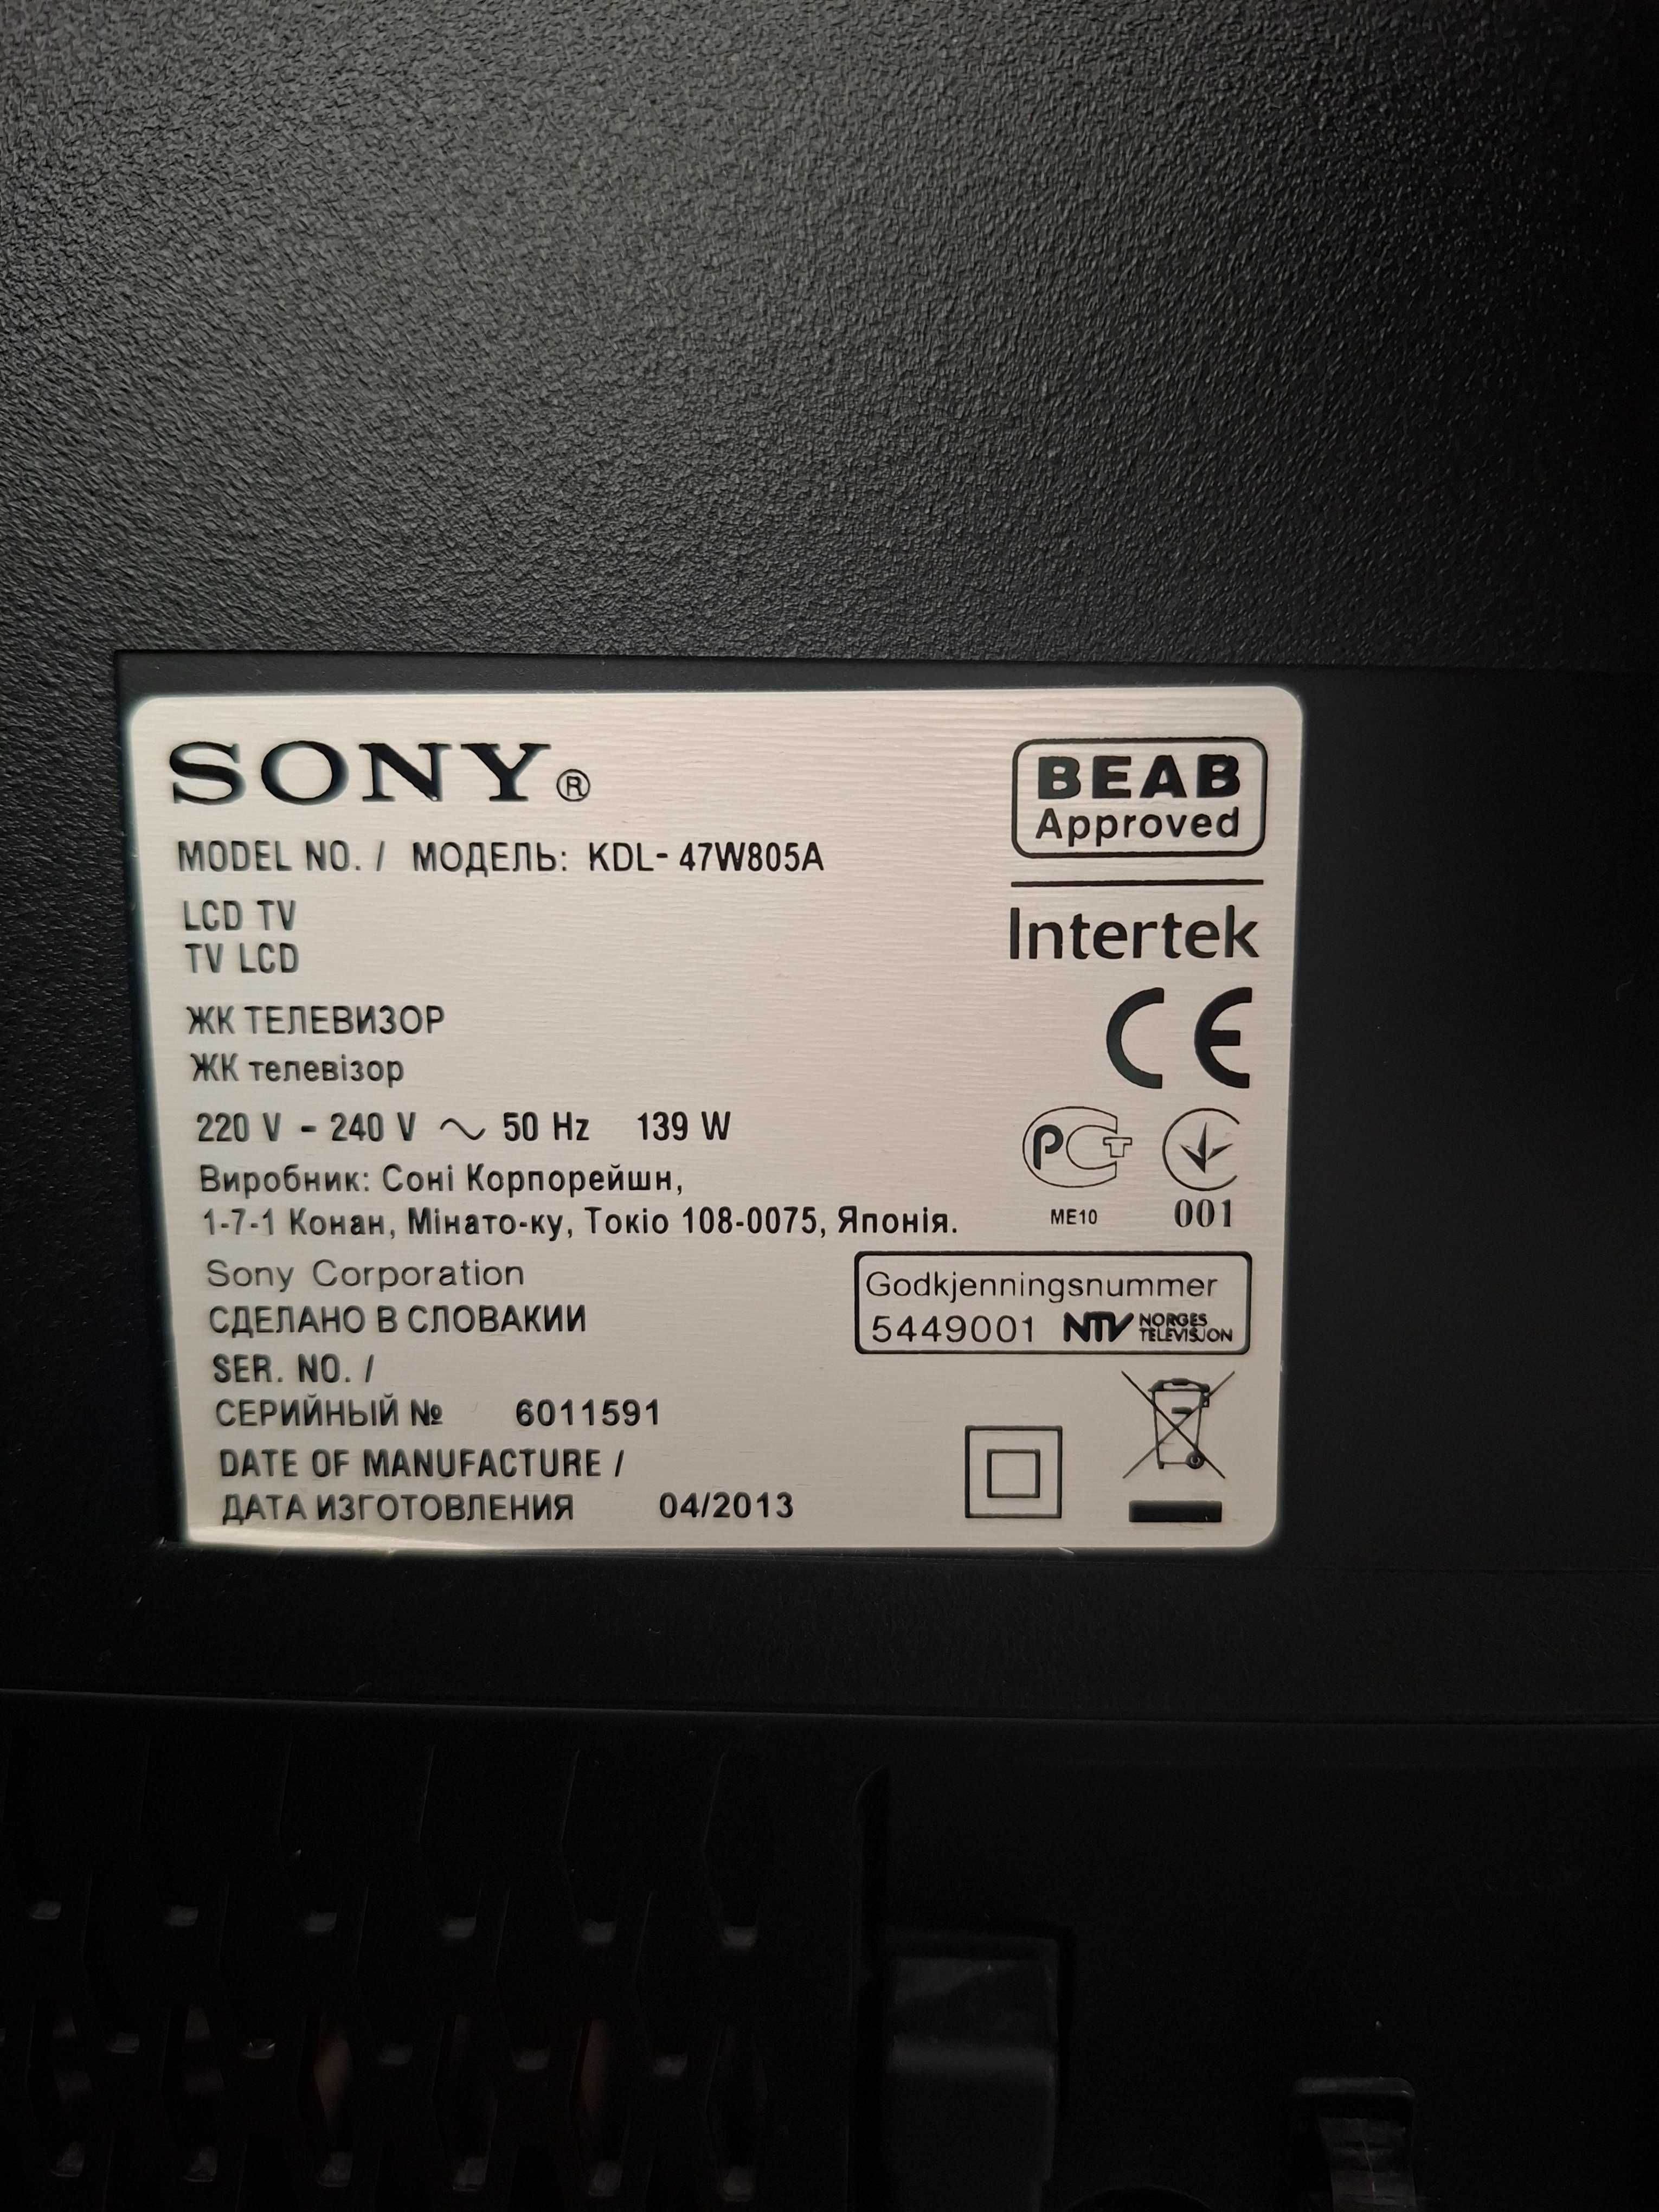 SONY®
MODEL NO. / МОДЕЛЬ: KDL- 47W805A
LCD TV
TV LCD
ЖК ТЕЛЕВИЗОР
ЖК телевізор
220 V - 240 V ~ 50 Hz 139 W
Виробник: Соні Корпорейшн,
1-7-1 Конан, Мінато-ку, Токіо 108-0075, Японія.
Sony Corporation
СДЕЛАНО В СЛОВАКИИ
SER. NO. /
СЕРИЙНЫЙ № 6011591
DATE OF MANUFACTURE /
ДАТА ИЗГОТОВЛЕНИЯ 04/2013
BEAB
Approved
Intertek
CE
РСТ
ME10
001
Godkjenningsnummer
5449001 NTV NORGES
TELEVISJON